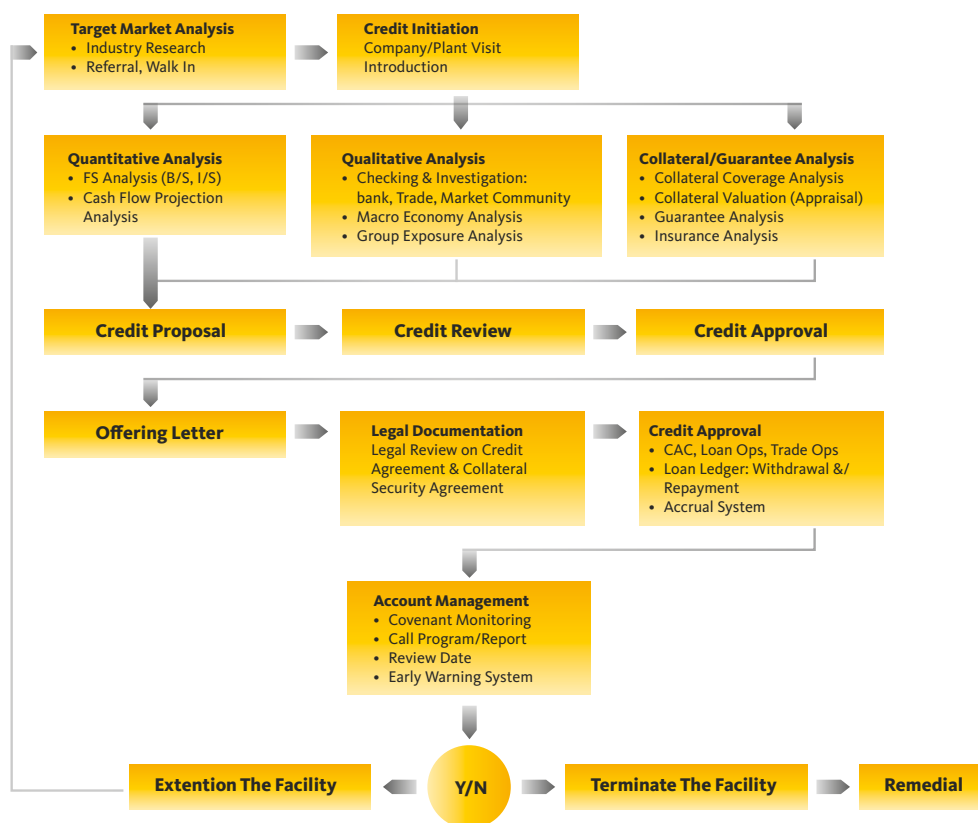 Target Market Analysis
• Industry Research
• Referral, Walk In
Credit Initiation
Company/Plant Visit
Introduction
Quantitative Analysis
• FS Analysis (B/S, I/S)
• Cash Flow Projection
Analysis
Qualitative Analysis
• Checking & Investigation:
bank, Trade, Market Community
• Macro Economy Analysis
• Group Exposure Analysis
Collateral/Guarantee Analysis
• Collateral Coverage Analysis
• Collateral Valuation (Appraisal)
• Guarantee Analysis
• Insurance Analysis
Credit Proposal
Credit Review
Credit Approval
Offering Letter
Legal Documentation
Legal Review on Credit
Agreement & Collateral
Security Agreement
Credit Approval
• CAC, Loan Ops, Trade Ops
• Loan Ledger: Withdrawal &/
Repayment
• Accrual System
Account Management
• Covenant Monitoring
• Call Program/Report
• Review Date
• Early Warning System
Extention The Facility
Y/N
Terminate The Facility
Remedial